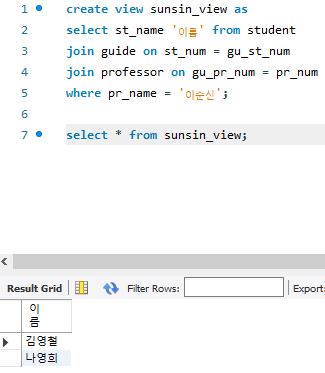 1 create view sunsin_view as
2 select st_name '이름' from student
3 join guide on st_num = gu_st_num
4 join professor on gu_pr_num = pr_num
5 where pr_name = '이순신';
6
7 select * from sunsin_view;
Result Grid Filter Rows: Export:
이
름
김영철
나영희